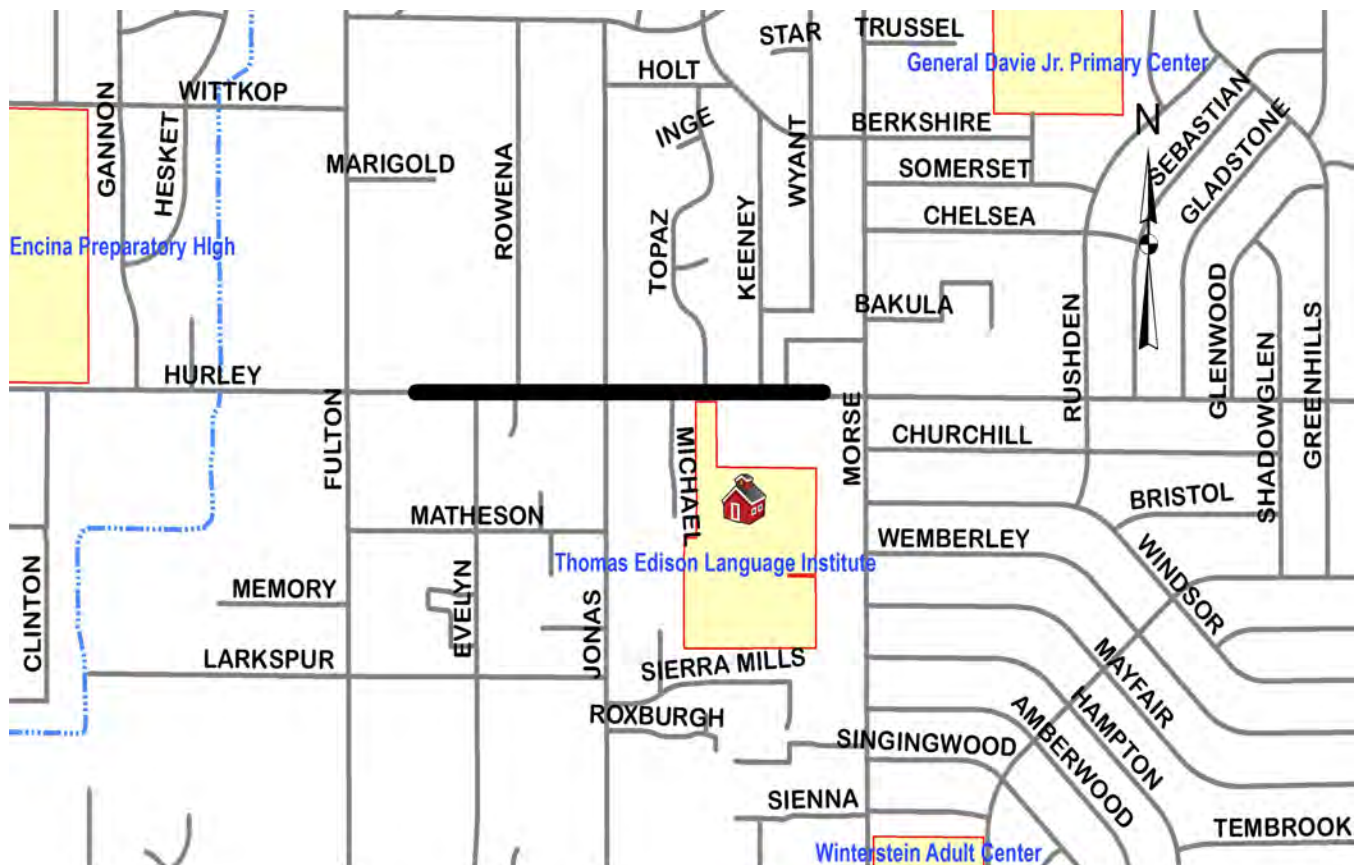 STAR
TRUSSEL
General Davie Jr. Primary Center
HOLT
WITTKOP
GANNON
HESKET
INGE
BERKSHIRE
N
SEBASTIAN
GLADSTONE
MARIGOLD
ROWENA
WYANT
SOMERSET
CHELSEA
Encina Preparatory HIgh
TOPAZ
KEENEY
BAKULA
RUSHDEN
GLENWOOD
SHADOWGLEN
GREENHILLS
HURLEY
FULTON
MICHAEL
MORSE
CHURCHILL
BRISTOL
MATHESON
WEMBERLEY
WINDSOR
Thomas Edison Language Institute
CLINTON
MEMORY
EVELYN
JONAS
LARKSPUR
SIERRA MILLS
MAYFAIR
HAMPTON
AMBERWOOD
ROXBURGH
SINGINGWOOD
SIENNA
TEMBROOK
Winterstein Adult Center